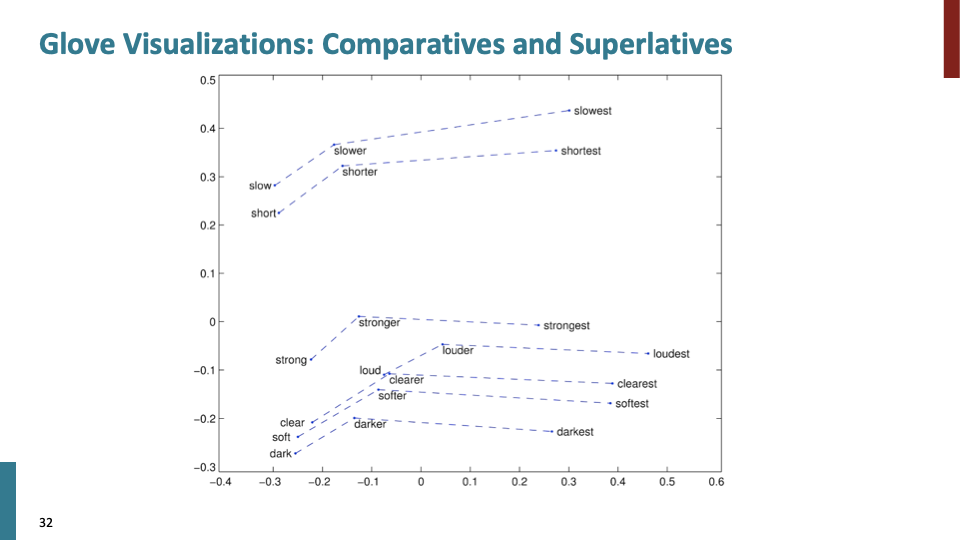 Glove Visualizations: Comparatives and Superlatives
0.5
slowest
0.4
slower
shortest
shorter
0.3
slow
short
0.2
0.1
0
stronger
strongest
louder
loudest
strong
loud
−0.1
clearer
clearest
softer
softest
−0.2
clear
darker
soft
darkest
dark
−0.3
−0.4 −0.3 −0.2 −0.1 0 0.1 0.2 0.3 0.4 0.5 0.6
32